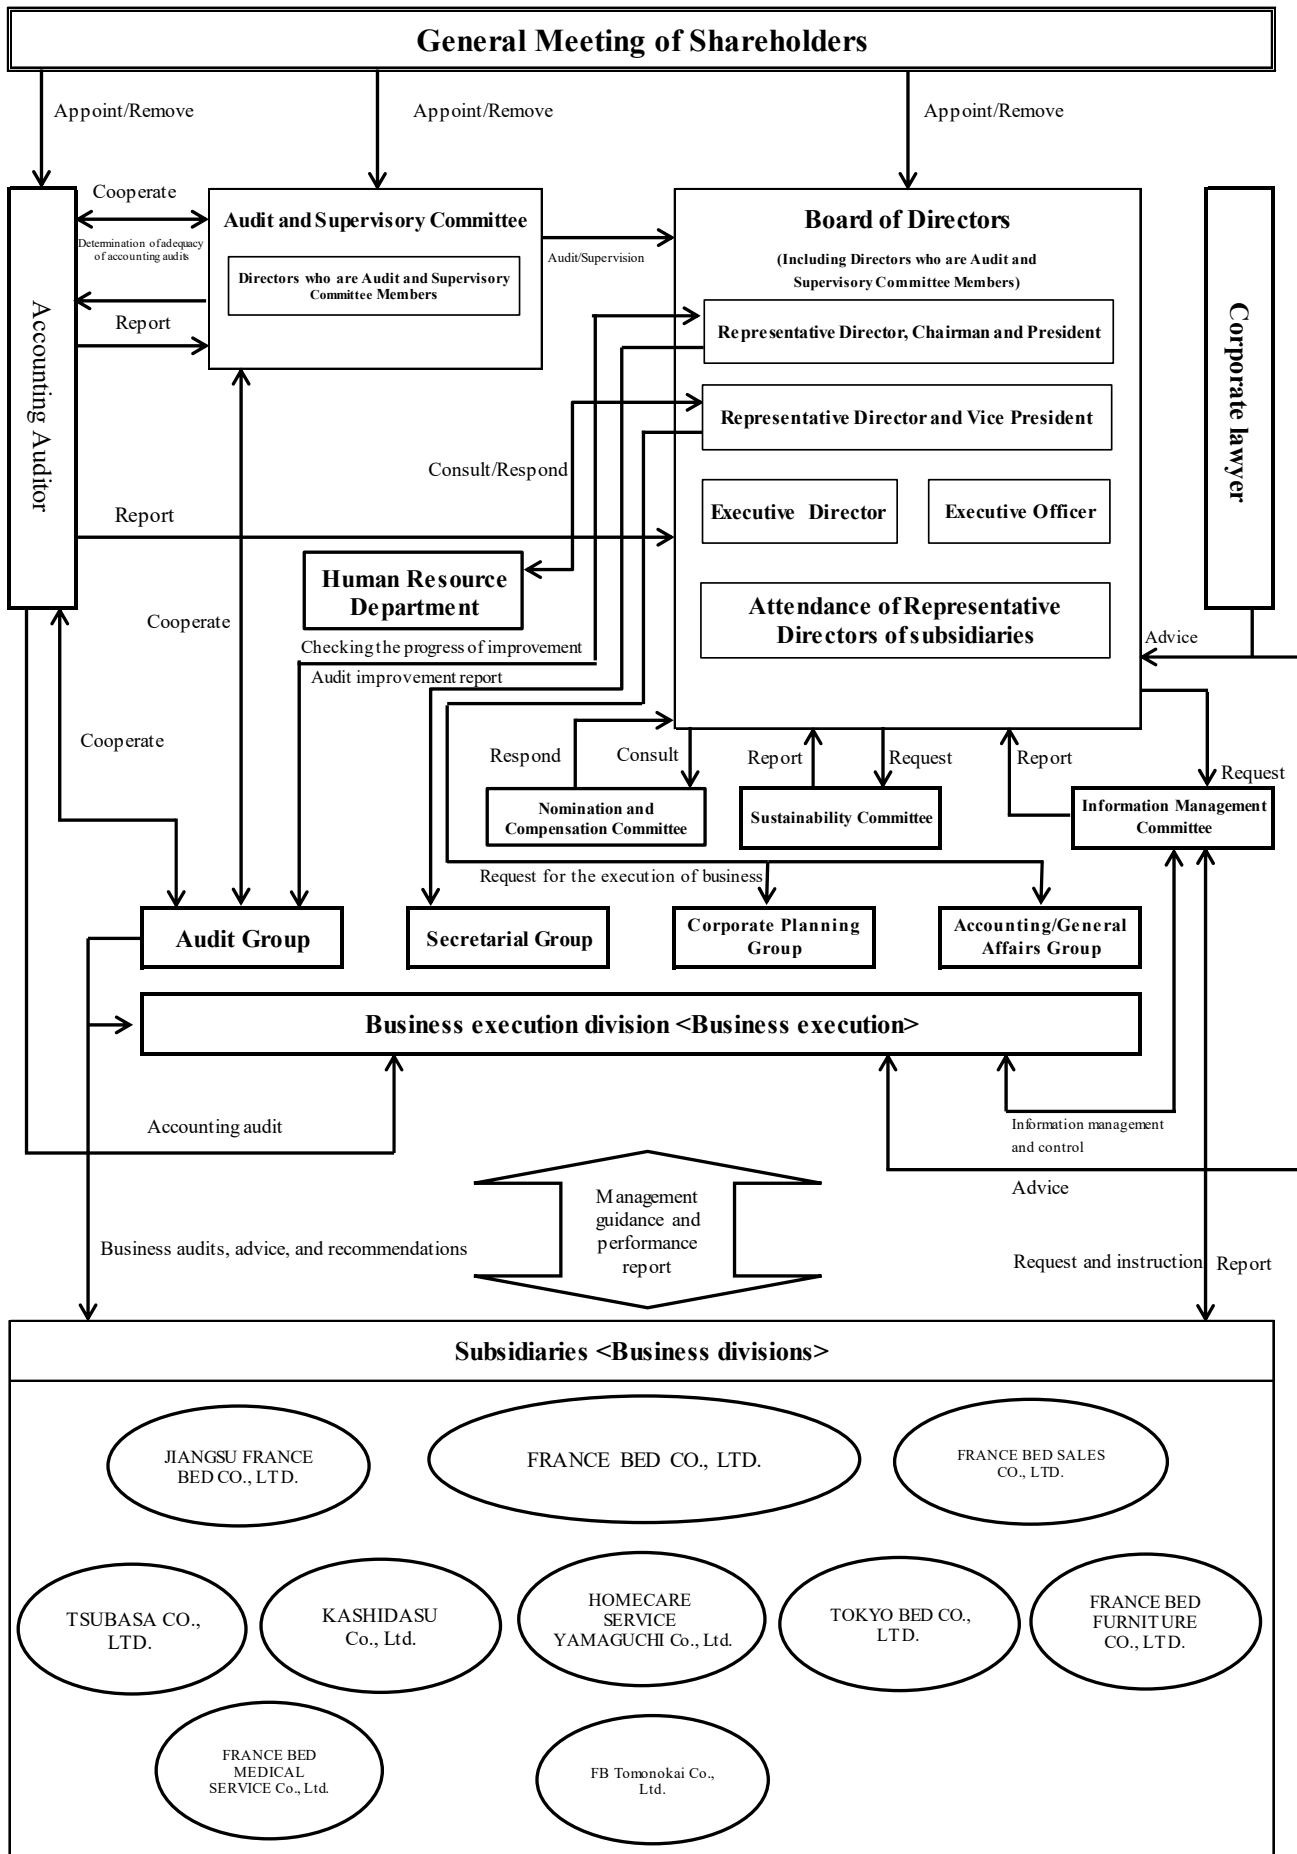 General Meeting of Shareholders
Appoint/Remove
Appoint/Remove
Appoint/Remove
Accounting Auditor
Cooperate
Determination of adequacy
of accounting audits
Report
Audit and Supervisory Committee
Directors who are Audit and Supervisory
Committee Members
Audit/Supervision
Board of Directors
(Including Directors who are Audit and
Supervisory Committee Members)
Representative Director, Chairman and President
Representative Director and Vice President
Executive Director
Executive Officer
Attendance of Representative
Directors of subsidiaries
Corporate lawyer
Consult/Respond
Report
Human Resource
Department
Cooperate
Checking the progress of improvement
Audit improvement report
Advice
Cooperate
Respond
Consult
Report
Request
Report
Request
Nomination and
Compensation Committee
Sustainability Committee
Information Management
Committee
Request for the execution of business
Audit Group
Secretarial Group
Corporate Planning
Group
Accounting/General
Affairs Group
Business execution division <Business execution>
Accounting audit
Information management
and control
Advice
Management
guidance and
performance
report
Business audits, advice, and recommendations
Request and instruction
Report
Subsidiaries <Business divisions>
JIANGSU FRANCE
BED CO., LTD.
FRANCE BED CO., LTD.
FRANCE BED SALES
CO., LTD.
TSUBASA CO.,
LTD.
KASHIDASU
Co., Ltd.
HOMECARE
SERVICE
YAMAGUCHI Co., Ltd.
TOKYO BED CO.,
LTD.
FRANCE BED
FURNITURE
CO., LTD.
FRANCE BED
MEDICAL
SERVICE Co., Ltd.
FB Tomonokai Co.,
Ltd.